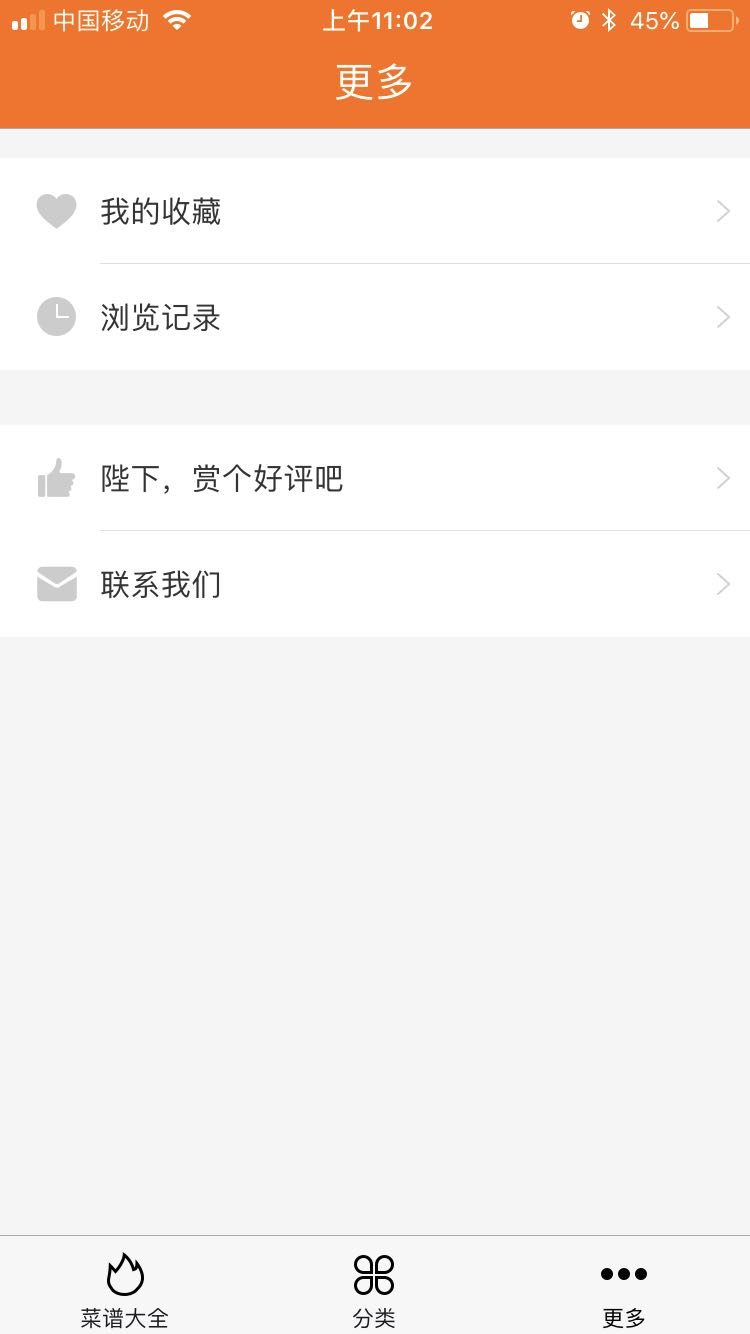 中国移动 上午11:02 45%
更多
我的收藏
浏览记录
陛下，赏个好评吧
联系我们
菜谱大全 分类 更多